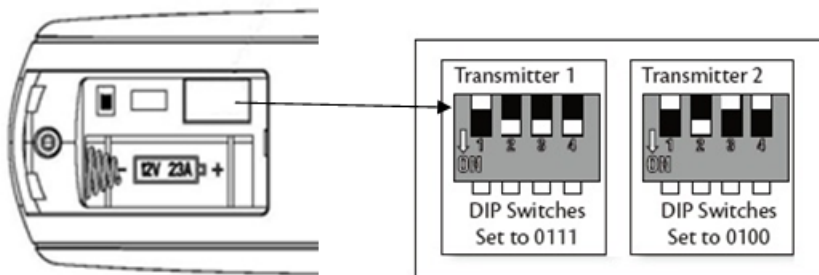 - 12V 23A +
Transmitter 1
1 2 3 4
ON
DIP Switches
Set to 0111
Transmitter 2
1 2 3 4
ON
DIP Switches
Set to 0100